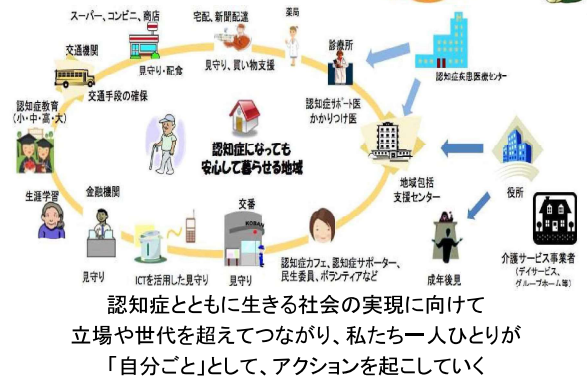 スーパー、コンビニ、商店
宅配、新聞配達
薬局
交通機関
診療所
見守り・配食
見守り、買い物支援
認知症疾患医療センター
交通手段の確保
認知症教育
(小・中・高・大)
認知症サポート医
かかりつけ医
認知症になっても
安心して暮らせる地域
地域包括
支援センター
役所
生涯学習
金融機関
交番
KOBAN
認知症カフェ、認知症サポーター、
民生委員、ボランティアなど
介護サービス事業者
(デイサービス、
グループホーム等)
見守り
ICTを活用した見守り
見守り
成年後見
認知症とともに生きる社会の実現に向けて
立場や世代を超えてつながり、私たち一人ひとりが
「自分ごと」として、アクションを起こしていく